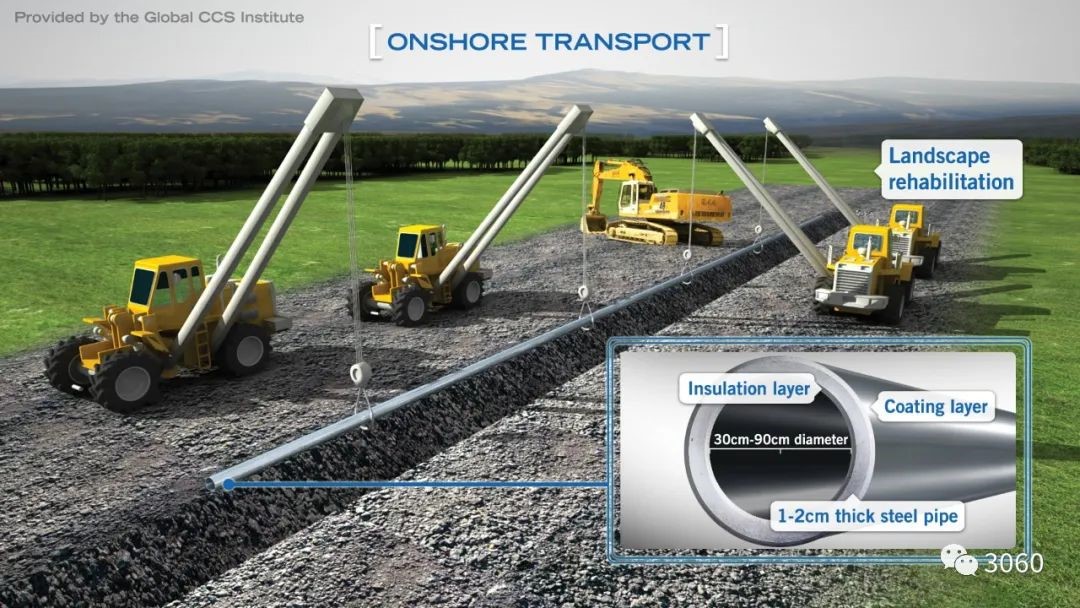 Provided by the Global CCS Institute
ONSHORE TRANSPORT
Landscape
rehabilitation
Insulation layer
Coating layer
30cm-90cm diameter
1-2cm thick steel pipe
3060